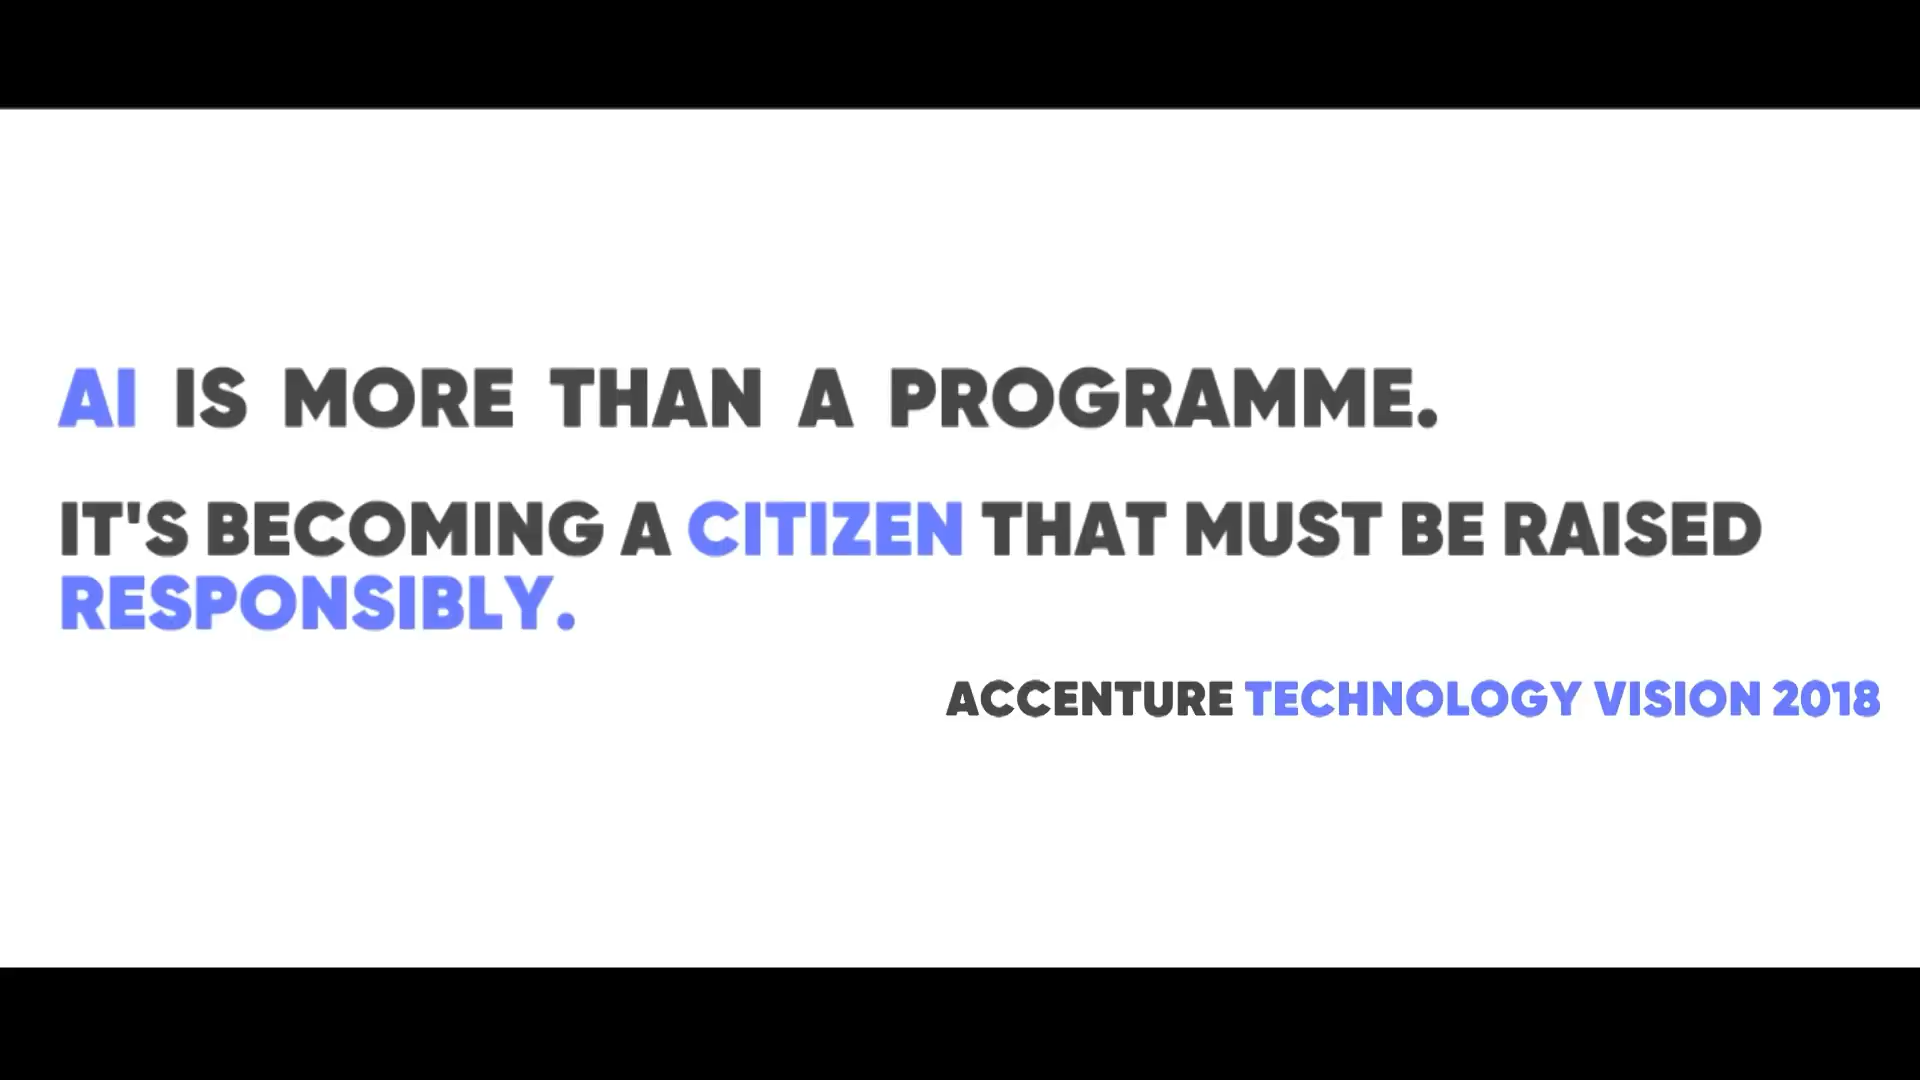 AI IS MORE THAN A PROGRAMME.
IT'S BECOMING A CITIZEN THAT MUST BE RAISED
RESPONSIBLY.
ACCENTURE TECHNOLOGY VISION 2018